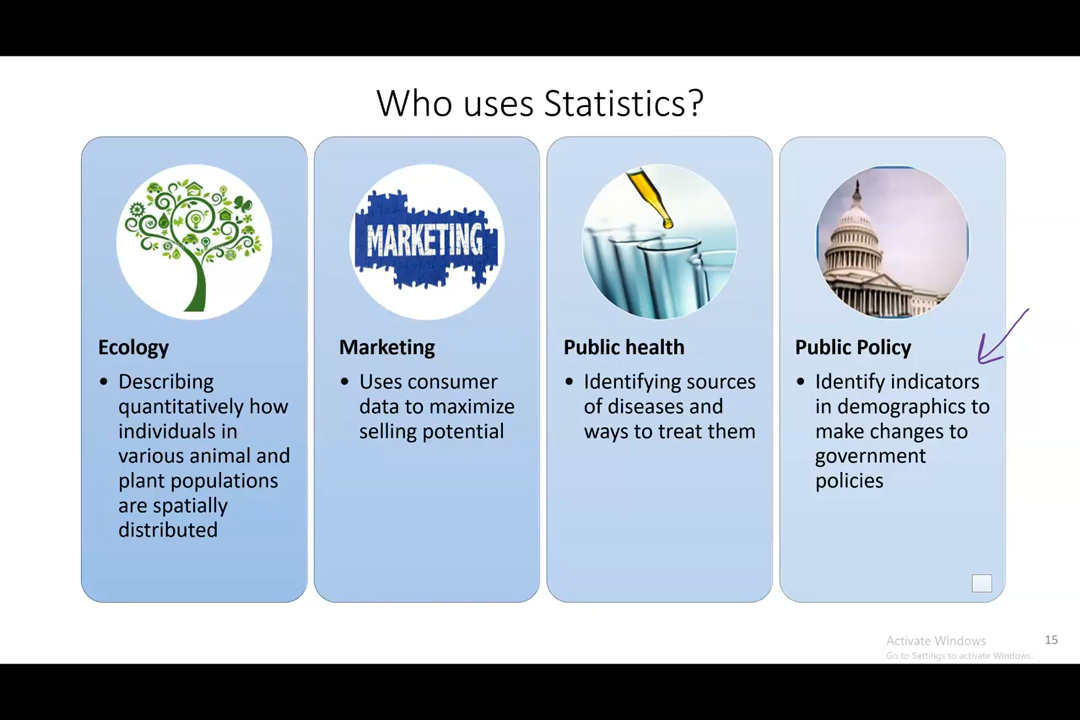 Who uses Statistics?
MARKETING
Ecology
• Describing
quantitatively how
individuals in
various animal and
plant populations
are spatially
distributed
Marketing
• Uses consumer
data to maximize
selling potential
Public health
• Identifying sources
of diseases and
ways to treat them
Public Policy
• Identify indicators
in demographics to
make changes to
government
policies
Activate Windows
Go to Settings to activate Windows.
15